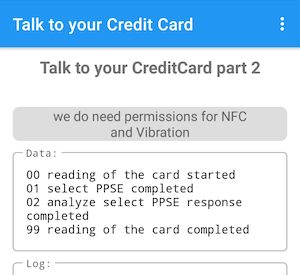 Talk to your Credit Card
Talk to your CreditCard part 2
we do need permissions for NFC
and Vibration
Data:
00 reading of the card started
01 select PPSE completed
02 analyze select PPSE response
completed
99 reading of the card completed
Log: